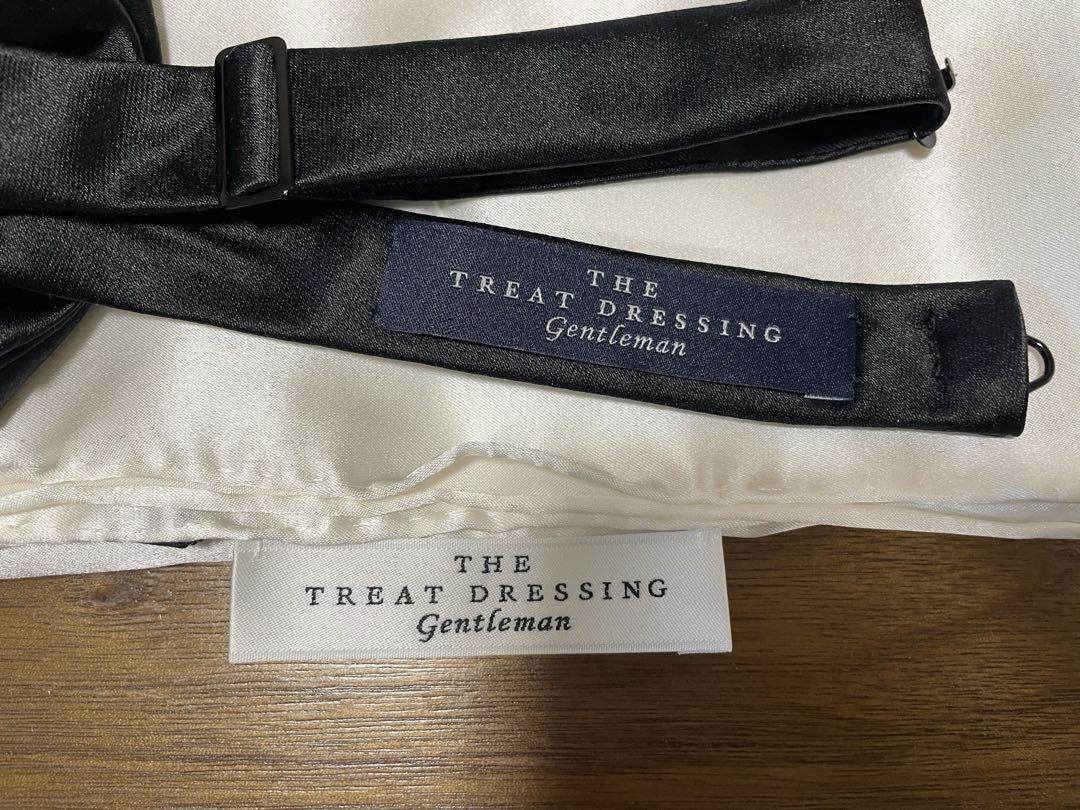 THE
TREAT DRESSING
Gentleman
THE
TREAT DRESSING
Gentleman